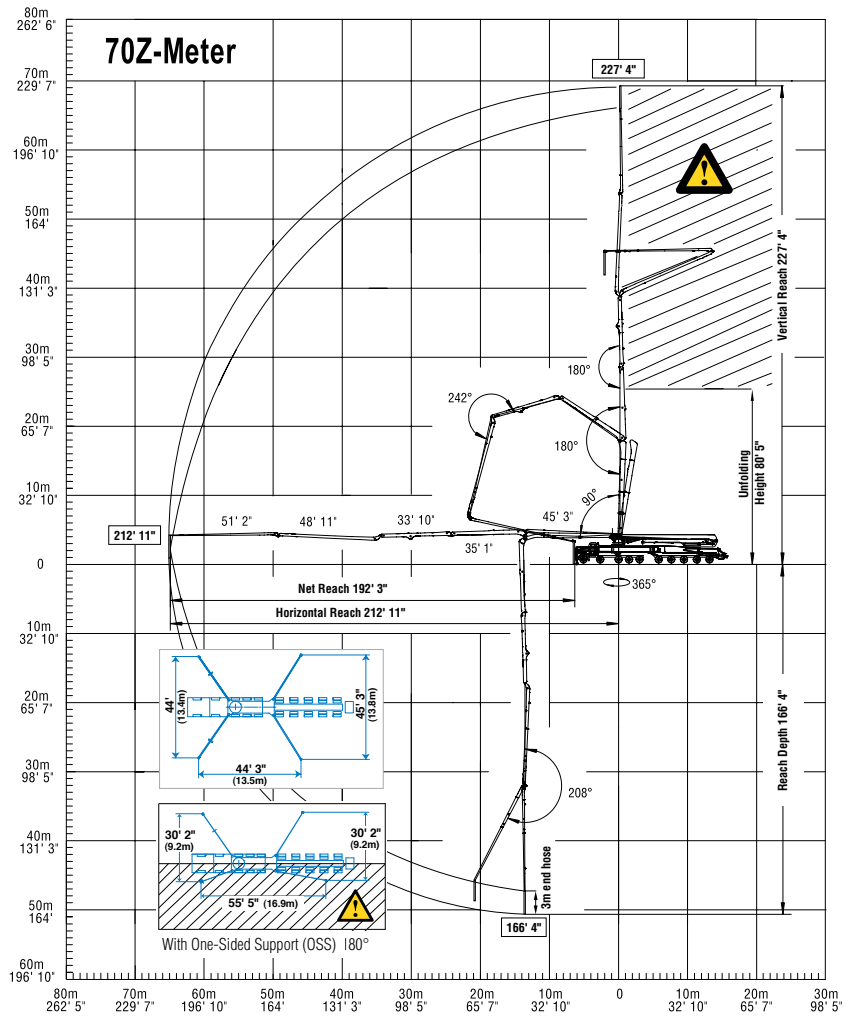 70Z-Meter
80m
262' 6"
70m
229' 7"
60m
196' 10"
50m
164'
40m
131' 3"
30m
98' 5"
20m
65' 7"
10m
32' 10"
0
10m
32' 10"
20m
65' 7"
30m
98' 5"
40m
131' 3"
50m
164'
60m
196' 10"
227' 4"
Vertical Reach 227' 4"
180°
242°
180°
90°
Unfolding
Height 80' 5"
51' 2"
48' 11"
33' 10"
45' 3"
35' 1"
212' 11"
365°
Net Reach 192' 3"
Horizontal Reach 212' 11"
44'
(13.4m)
45' 3"
(13.8m)
44' 3"
(13.5m)
Reach Depth 166' 4"
208°
30' 2"
(9.2m)
30' 2"
(9.2m)
55' 5" (16.9m)
3m end hose
166' 4"
With One-Sided Support (OSS) 180°
80m
262' 5"
70m
229' 7"
60m
196' 10"
50m
164'
40m
131' 3"
30m
98' 5"
20m
65' 7"
10m
32' 10"
0
10m
32' 10"
20m
65' 7"
30m
98' 5"